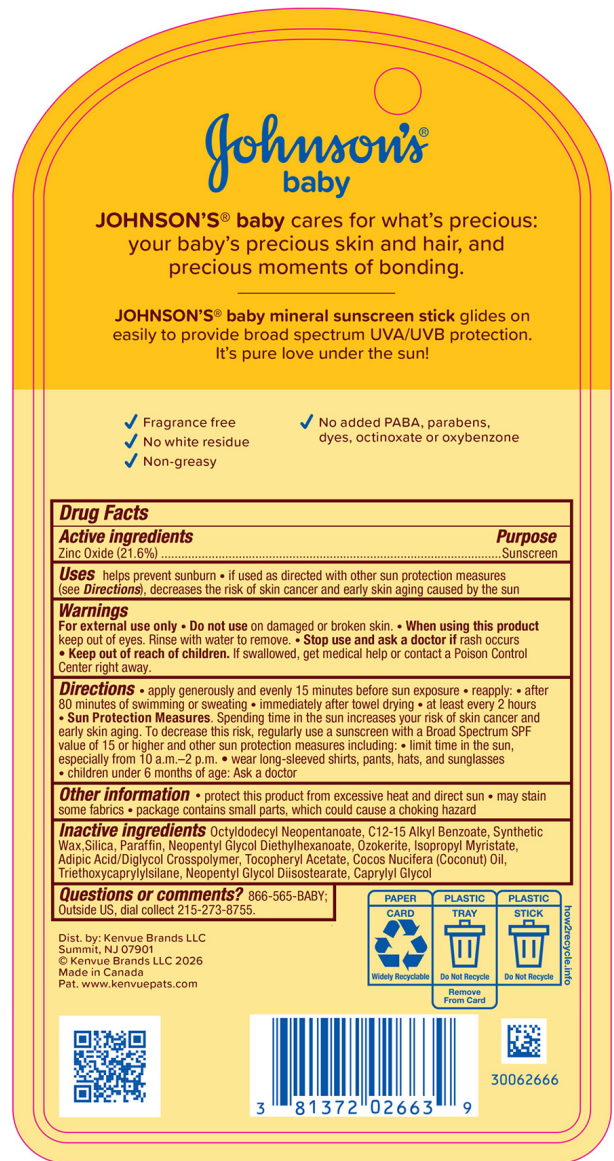 Johnson's®
baby
JOHNSON'S® baby cares for what's precious:
your baby's precious skin and hair, and
precious moments of bonding.
JOHNSON'S® baby mineral sunscreen stick glides on
easily to provide broad spectrum UVA/UVB protection.
It's pure love under the sun!
✓ Fragrance free
✓ No white residue
✓ Non-greasy
✓ No added PABA, parabens,
dyes, octinoxate or oxybenzone
Drug Facts
Active ingredients Purpose
Zinc Oxide (21.6%) ........................................................................................Sunscreen
Uses helps prevent sunburn • if used as directed with other sun protection measures
(see Directions), decreases the risk of skin cancer and early skin aging caused by the sun
Warnings
For external use only • Do not use on damaged or broken skin. • When using this product
keep out of eyes. Rinse with water to remove. • Stop use and ask a doctor if rash occurs
• Keep out of reach of children. If swallowed, get medical help or contact a Poison Control
Center right away.
Directions • apply generously and evenly 15 minutes before sun exposure • reapply: • after
80 minutes of swimming or sweating • immediately after towel drying • at least every 2 hours
• Sun Protection Measures. Spending time in the sun increases your risk of skin cancer and
early skin aging. To decrease this risk, regularly use a sunscreen with a Broad Spectrum SPF
value of 15 or higher and other sun protection measures including: • limit time in the sun,
especially from 10 a.m.–2 p.m. • wear long-sleeved shirts, pants, hats, and sunglasses
• children under 6 months of age: Ask a doctor
Other information • protect this product from excessive heat and direct sun • may stain
some fabrics • package contains small parts, which could cause a choking hazard
Inactive ingredients Octyldodecyl Neopentanoate, C12-15 Alkyl Benzoate, Synthetic
Wax,Silica, Paraffin, Neopentyl Glycol Diethylhexanoate, Ozokerite, Isopropyl Myristate,
Adipic Acid/Diglycol Crosspolymer, Tocopheryl Acetate, Cocos Nucifera (Coconut) Oil,
Triethoxycaprylylsilane, Neopentyl Glycol Diisostearate, Caprylyl Glycol
Questions or comments? 866-565-BABY;
Outside US, dial collect 215-273-8755.
Dist. by: Kenvue Brands LLC
Summit, NJ 07901
© Kenvue Brands LLC 2026
Made in Canada
Pat. www.kenvuepats.com
PAPER
CARD
Widely Recyclable
PLASTIC
TRAY
Do Not Recycle
Remove
From Card
PLASTIC
STICK
Do Not Recycle
how2recycle.info
3 81372 02663 9
30062666